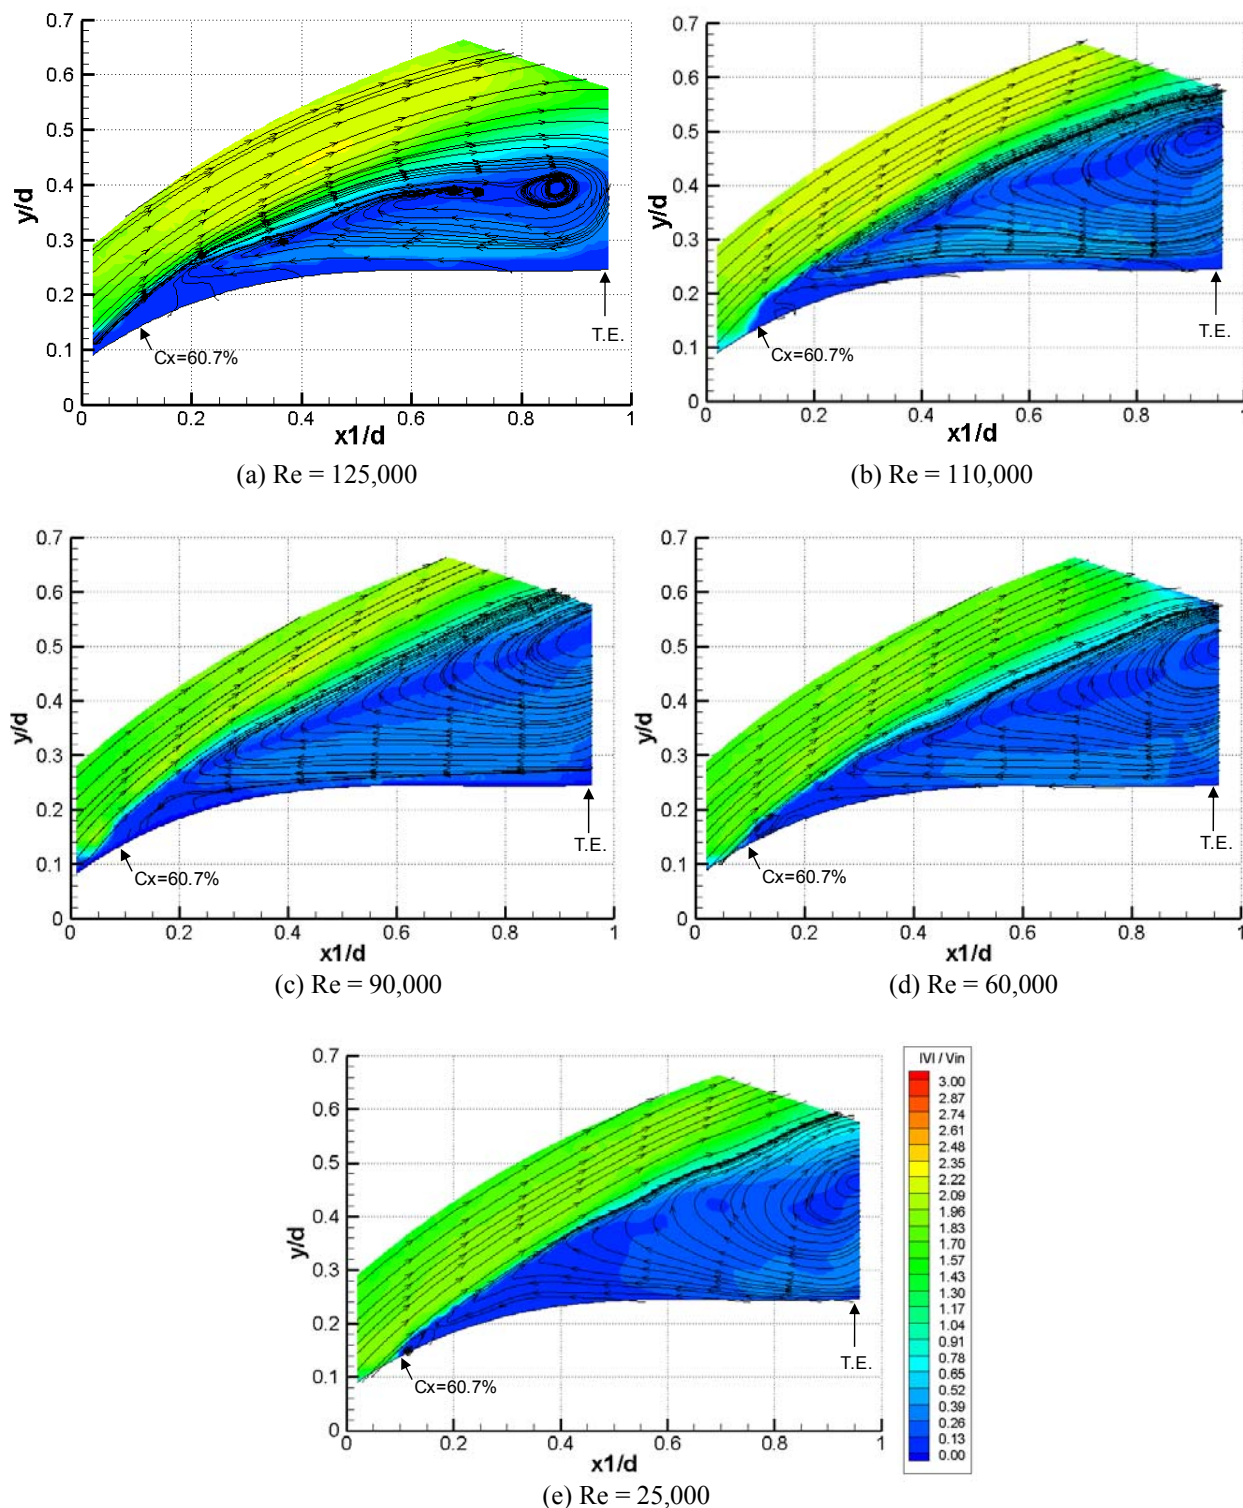 0.7
0.6
0.5
0.4
0.3
0.2
0.1
0
y/d
0 0.2 0.4 0.6 0.8 1
x1/d
Cx=60.7%
T.E.
(a) Re = 125,000
0.7
0.6
0.5
0.4
0.3
0.2
0.1
0
y/d
0 0.2 0.4 0.6 0.8 1
x1/d
Cx=60.7%
T.E.
(b) Re = 110,000
0.7
0.6
0.5
0.4
0.3
0.2
0.1
0
y/d
0 0.2 0.4 0.6 0.8 1
x1/d
Cx=60.7%
T.E.
(c) Re = 90,000
0.7
0.6
0.5
0.4
0.3
0.2
0.1
0
y/d
0 0.2 0.4 0.6 0.8 1
x1/d
Cx=60.7%
T.E.
(d) Re = 60,000
0.7
0.6
0.5
0.4
0.3
0.2
0.1
0
y/d
0 0.2 0.4 0.6 0.8 1
x1/d
Cx=60.7%
T.E.
|V| / Vin
3.00
2.87
2.74
2.61
2.48
2.35
2.22
2.09
1.96
1.83
1.70
1.57
1.43
1.30
1.17
1.04
0.91
0.78
0.65
0.52
0.39
0.26
0.13
0.00
(e) Re = 25,000